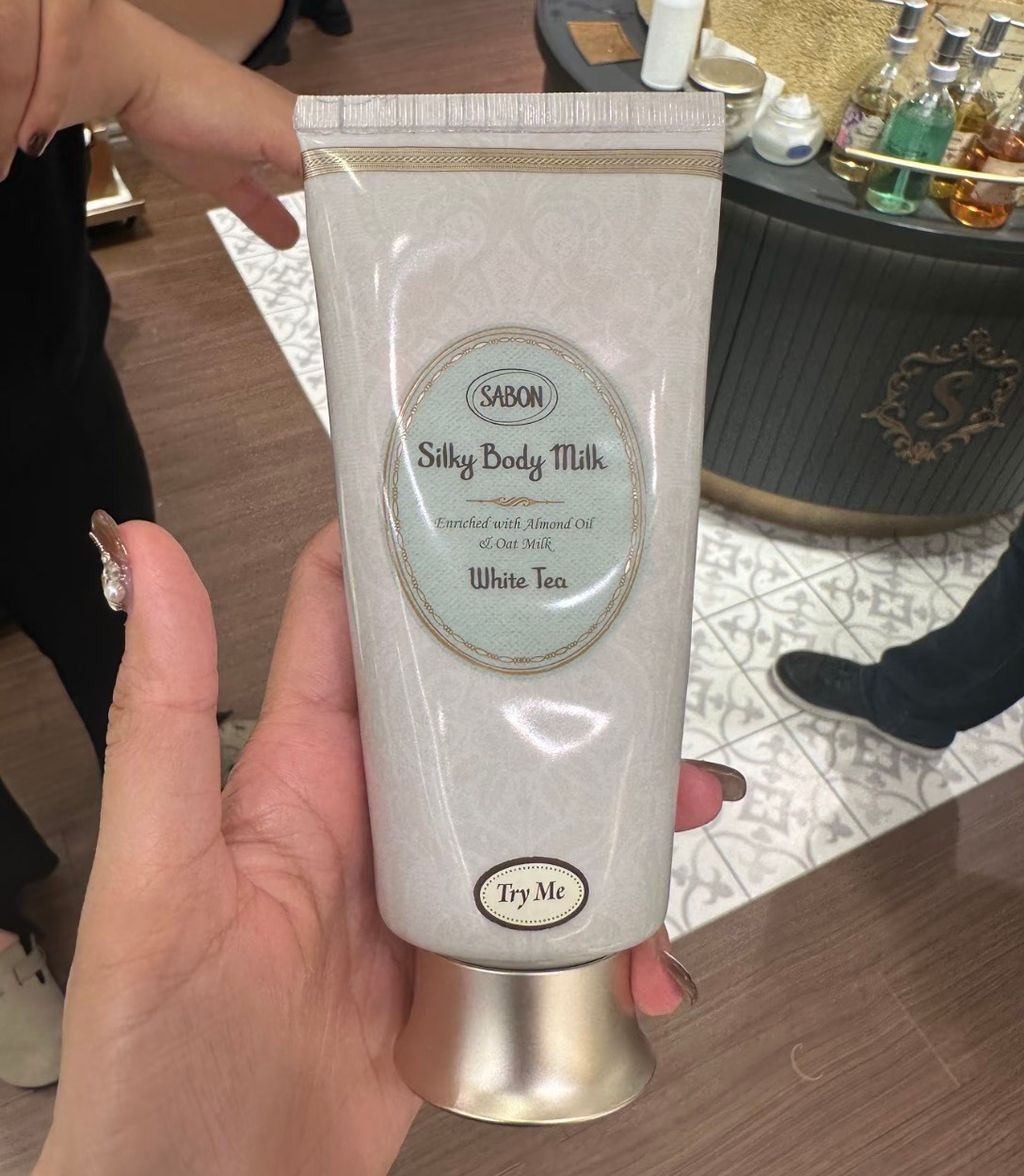 SABON
Silky Body Milk
Enriched with Almond Oil
& Oat Milk
White Tea
Try Me
S